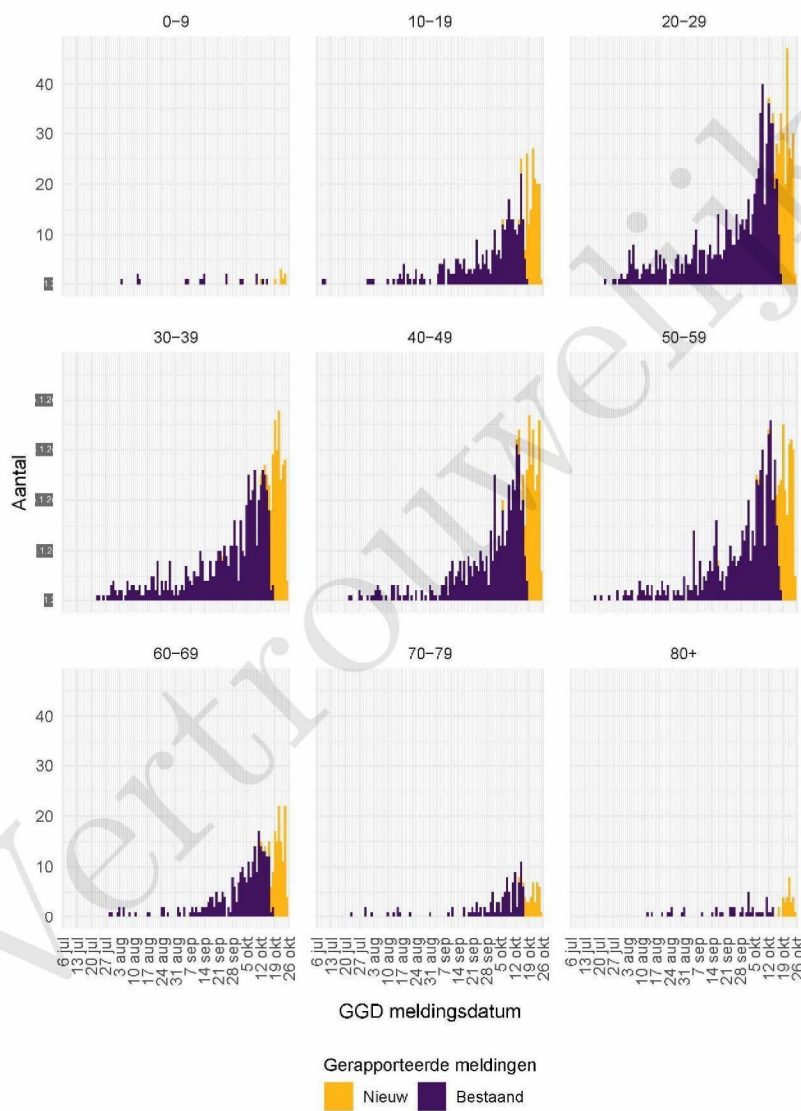 0−9
10−19
20−29
40
30
20
10
30−39
40−49
50−59
Aantal
60−69
70−79
80+
40
30
20
10
0
6 jul
13 jul
20 jul
27 jul
3 aug
10 aug
17 aug
24 aug
31 aug
7 sep
14 sep
21 sep
28 sep
5 okt
12 okt
19 okt
26 okt
6 jul
13 jul
20 jul
27 jul
3 aug
10 aug
17 aug
24 aug
31 aug
7 sep
14 sep
21 sep
28 sep
5 okt
12 okt
19 okt
26 okt
6 jul
13 jul
20 jul
27 jul
3 aug
10 aug
17 aug
24 aug
31 aug
7 sep
14 sep
21 sep
28 sep
5 okt
12 okt
19 okt
26 okt
GGD meldingsdatum
Gerapporteerde meldingen
Nieuw
Bestaand
Vertrouwelijk